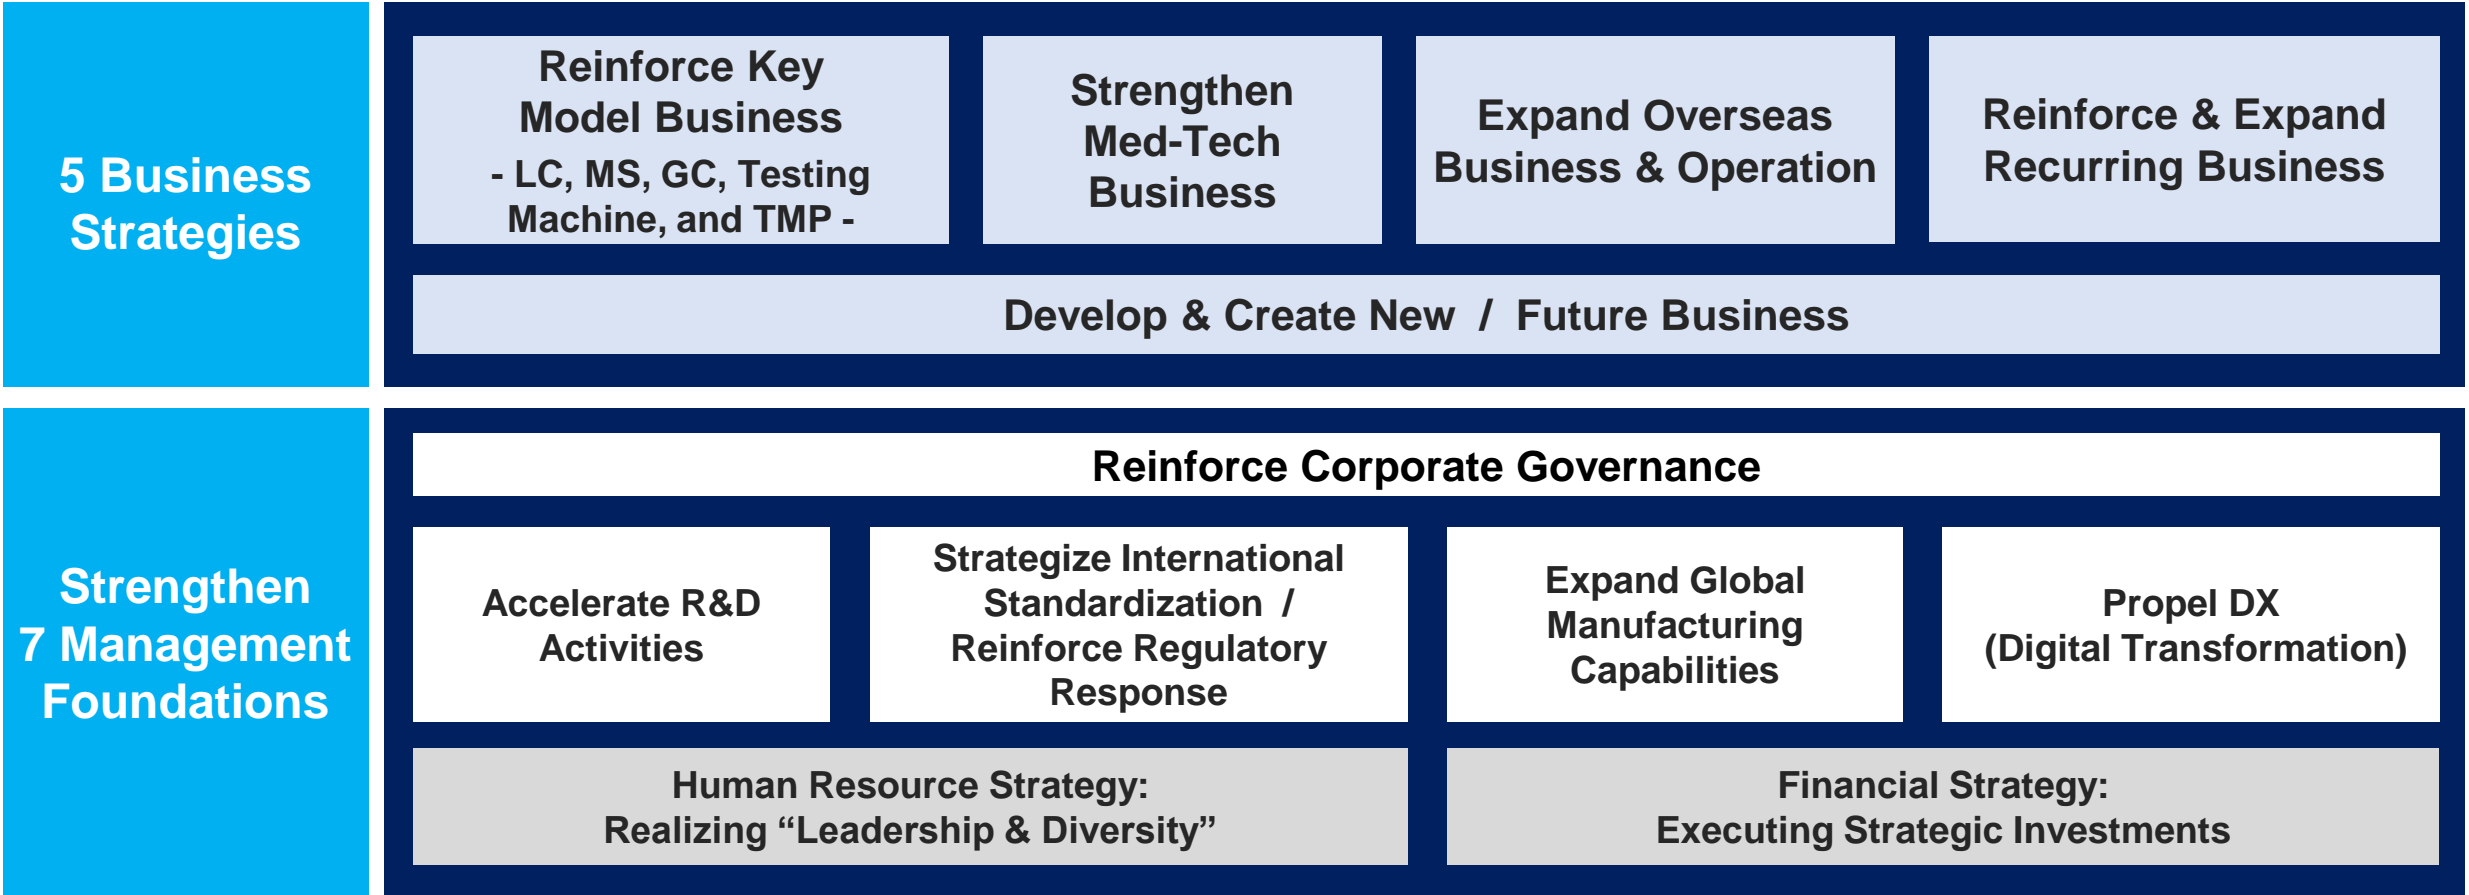 5 Business
Strategies
Reinforce Key
Model Business
- LC, MS, GC, Testing
Machine, and TMP -
Strengthen
Med-Tech
Business
Expand Overseas
Business & Operation
Reinforce & Expand
Recurring Business
Develop & Create New / Future Business
Strengthen
7 Management
Foundations
Reinforce Corporate Governance
Accelerate R&D
Activities
Strategize International
Standardization /
Reinforce Regulatory
Response
Expand Global
Manufacturing
Capabilities
Propel DX
(Digital Transformation)
Human Resource Strategy:
Realizing “Leadership & Diversity”
Financial Strategy:
Executing Strategic Investments